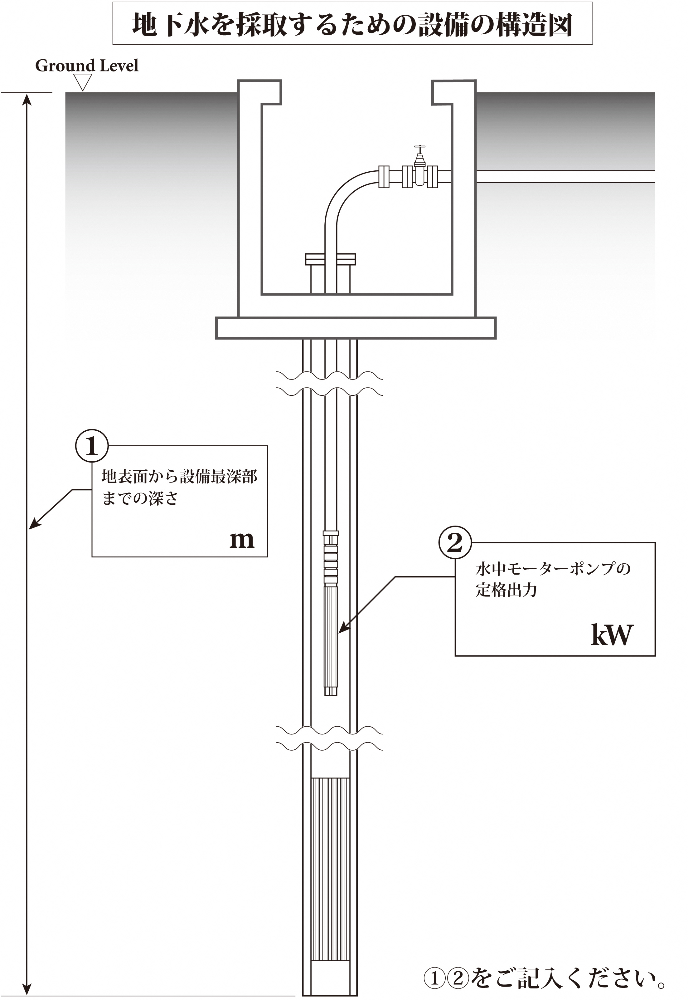 地下水を採取するための設備の構造図
Ground Level
1
地表面から設備最深部
までの深さ
m
2
水中モーターポンプの
定格出力
kW
①②をご記入ください。